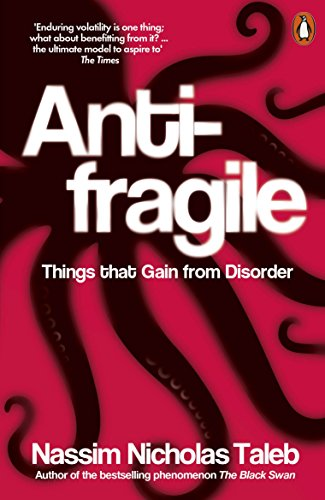 'Enduring volatility is one thing;
what about benefitting from it? ...
the ultimate model to aspire to'
The Times
Anti-
fragile
Things that Gain from Disorder
Nassim Nicholas Taleb
Author of the bestselling phenomenon The Black Swan